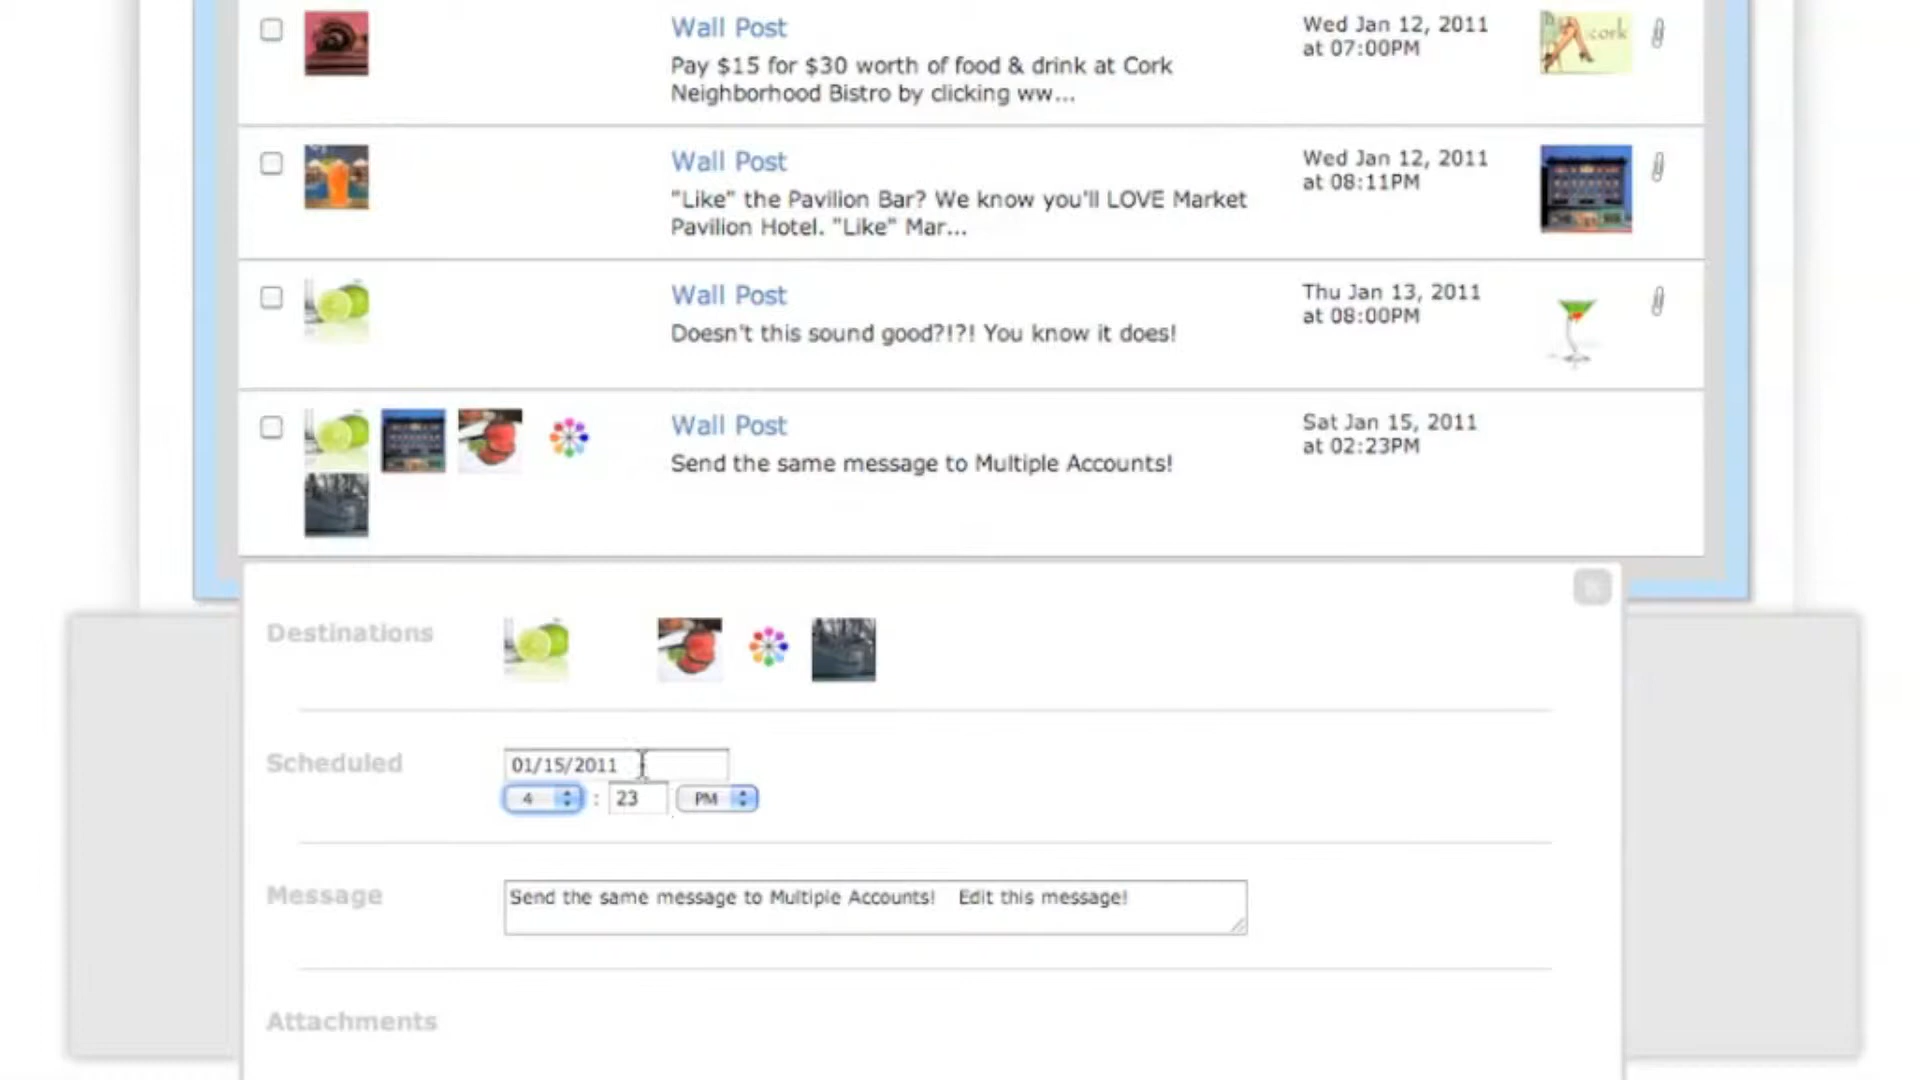 Wall Post
Pay $15 for $30 worth of food & drink at Cork
Neighborhood Bistro by clicking ww...
Wed Jan 12, 2011
at 07:00PM
cork
Wall Post
"Like" the Pavilion Bar? We know you'll LOVE Market
Pavilion Hotel. "Like" Mar...
Wed Jan 12, 2011
at 08:11PM
Wall Post
Doesn't this sound good?!?! You know it does!
Thu Jan 13, 2011
at 08:00PM
Wall Post
Send the same message to Multiple Accounts!
Sat Jan 15, 2011
at 02:23PM
Destinations
Scheduled
01/15/2011
4 : 23 PM
Message
Send the same message to Multiple Accounts! Edit this message!
Attachments